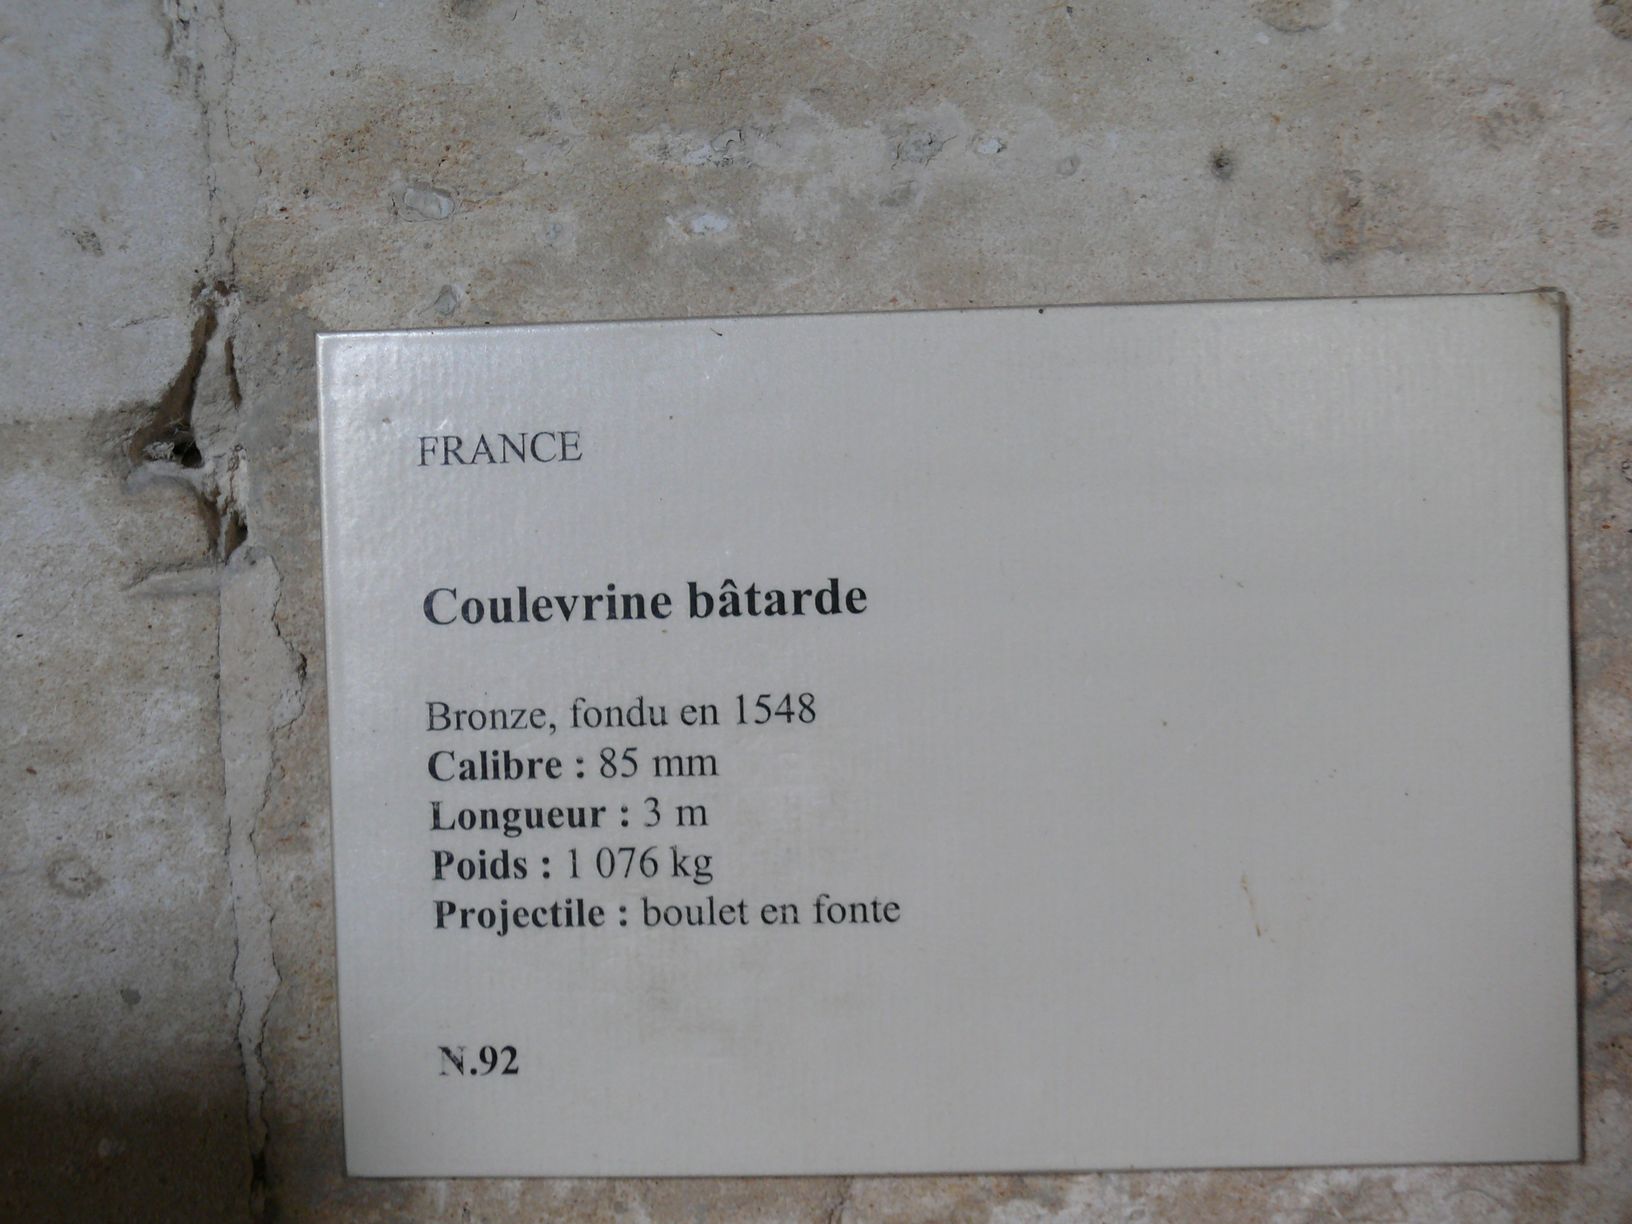 FRANCE
Coulevrine bâtarde
Bronze, fondu en 1548
Calibre : 85 mm
Longueur : 3 m
Poids : 1 076 kg
Projectile : boulet en fonte
N.92